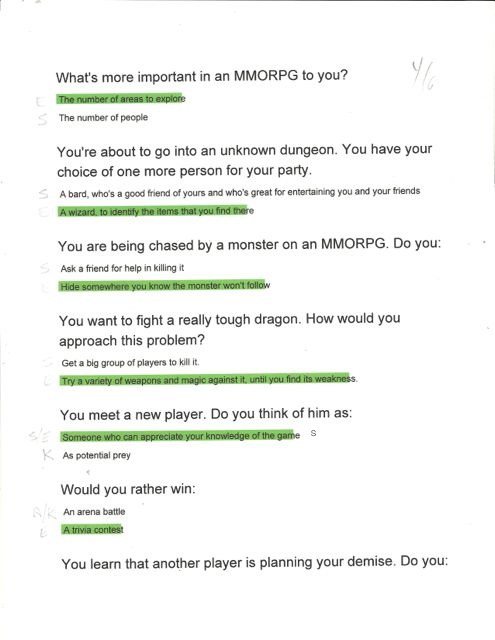 What's more important in an MMORPG to you?
4/6
E The number of areas to explore
S The number of people
You're about to go into an unknown dungeon. You have your
choice of one more person for your party.
S A bard, who's a good friend of yours and who's great for entertaining you and your friends
E A wizard, to identify the items that you find there
You are being chased by a monster on an MMORPG. Do you:
S Ask a friend for help in killing it
Hide somewhere you know the monster won't follow
You want to fight a really tough dragon. How would you
approach this problem?
S Get a big group of players to kill it.
Try a variety of weapons and magic against it, until you find its weakness.
You meet a new player. Do you think of him as:
S/E Someone who can appreciate your knowledge of the game S
K As potential prey
Would you rather win:
A/K An arena battle
E A trivia contest
You learn that another player is planning your demise. Do you: